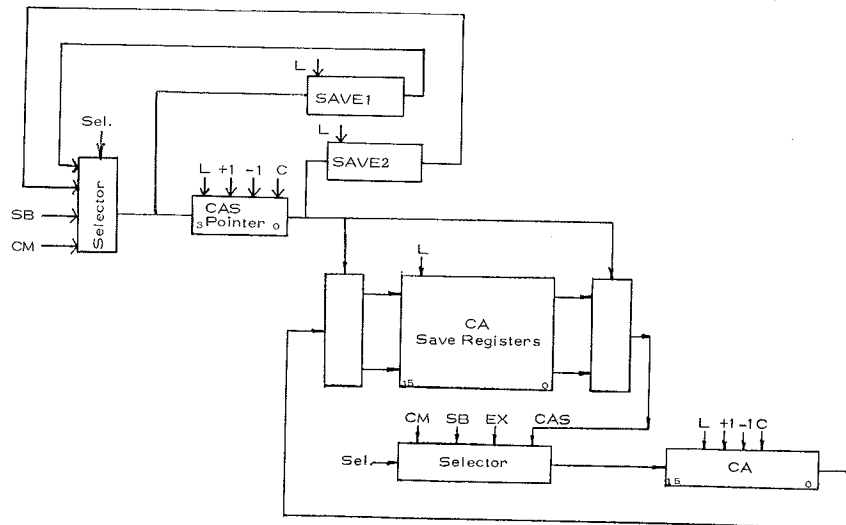 L
SAVE1
Sel.
L
SAVE2
L +1 -1 C
CAS
3 Pointer 0
Selector
SB
CM
L
CA
Save Registers
15 0
CM SB EX CAS
L +1 -1 C
Sel.
Selector
CA
15 0